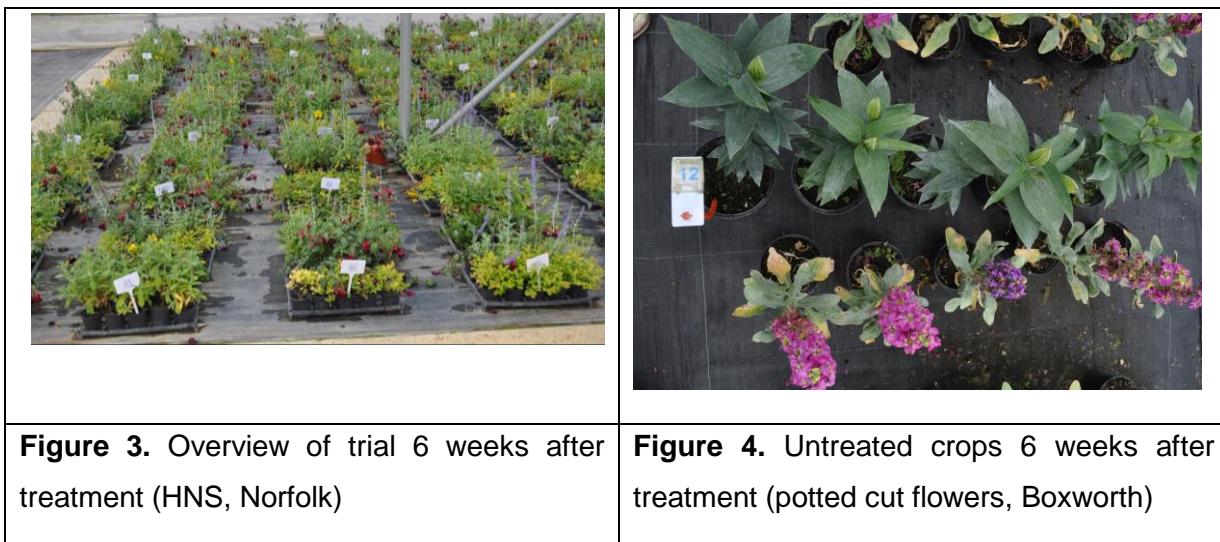 12
Figure 3. Overview of trial 6 weeks after
treatment (HNS, Norfolk)
Figure 4. Untreated crops 6 weeks after
treatment (potted cut flowers, Boxworth)